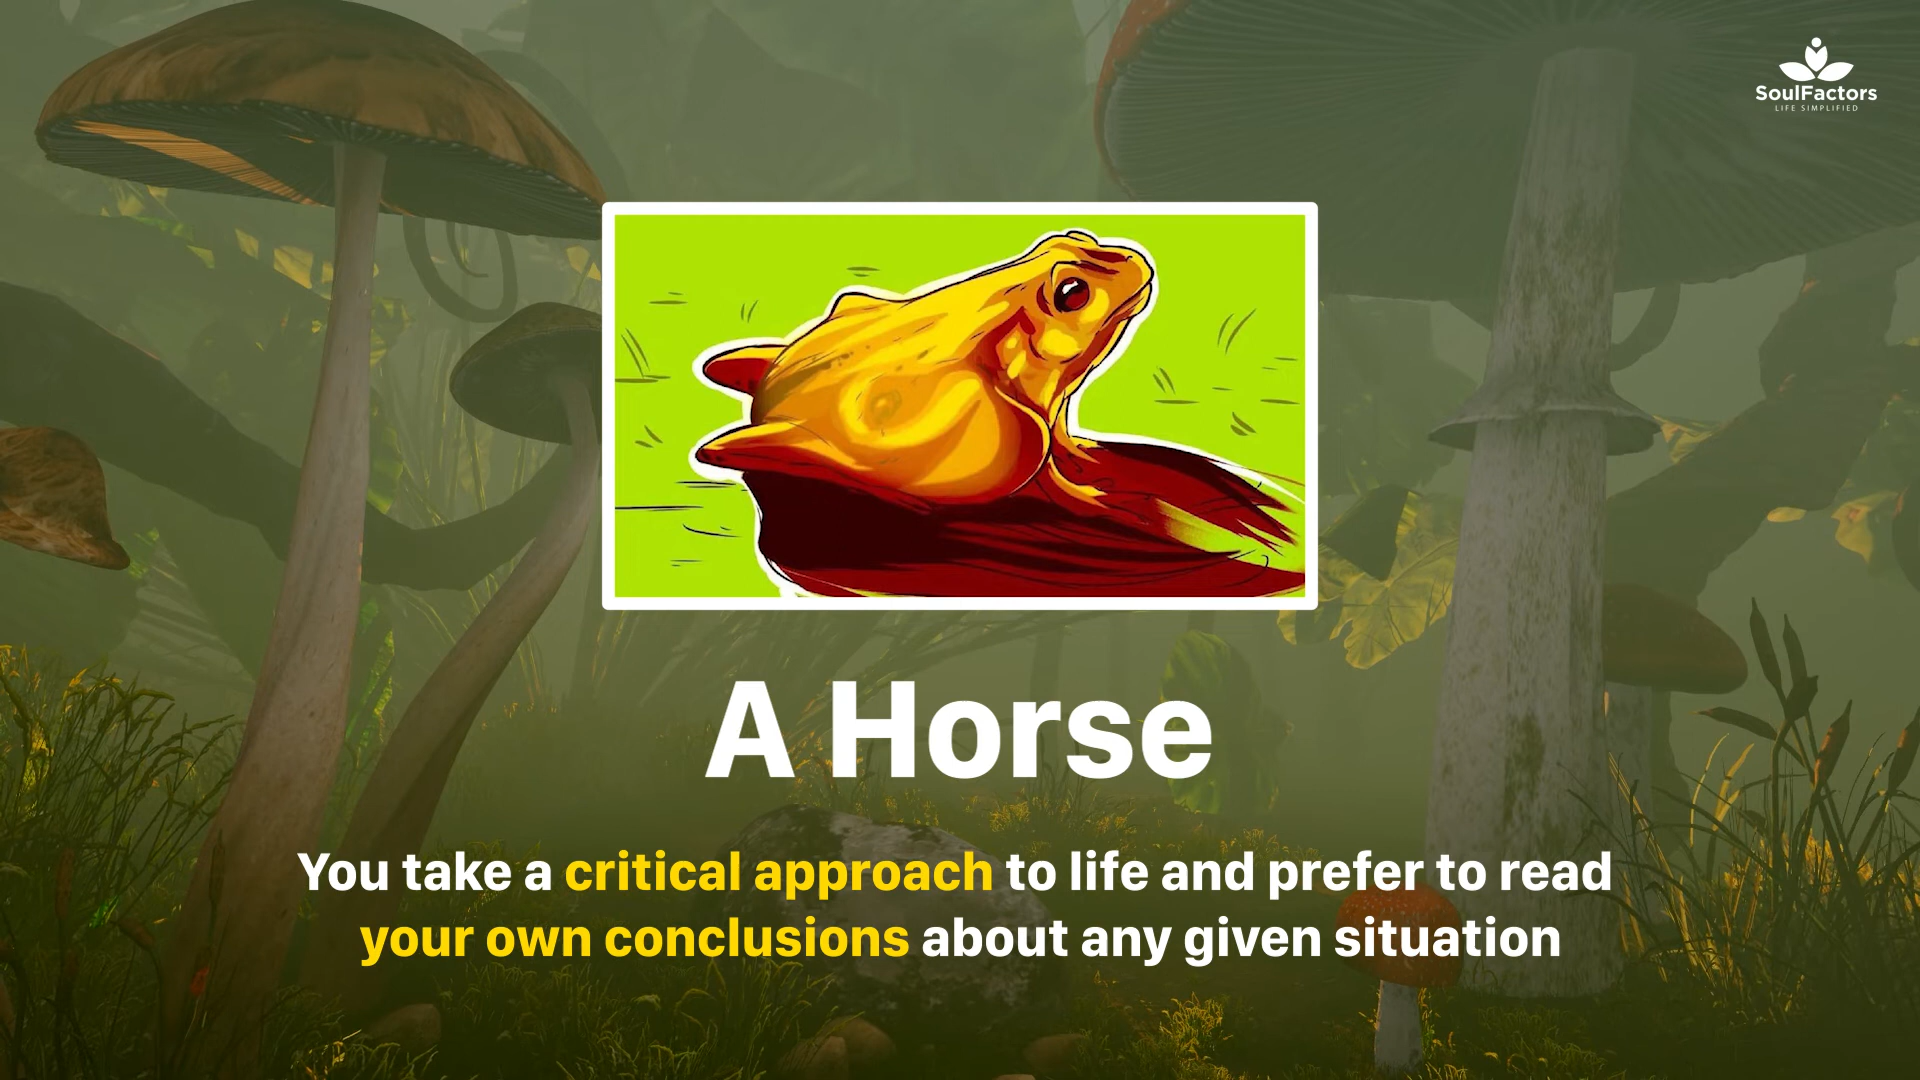 SoulFactors
LIFE SIMPLIFIED
A Horse
You take a critical approach to life and prefer to read
your own conclusions about any given situation